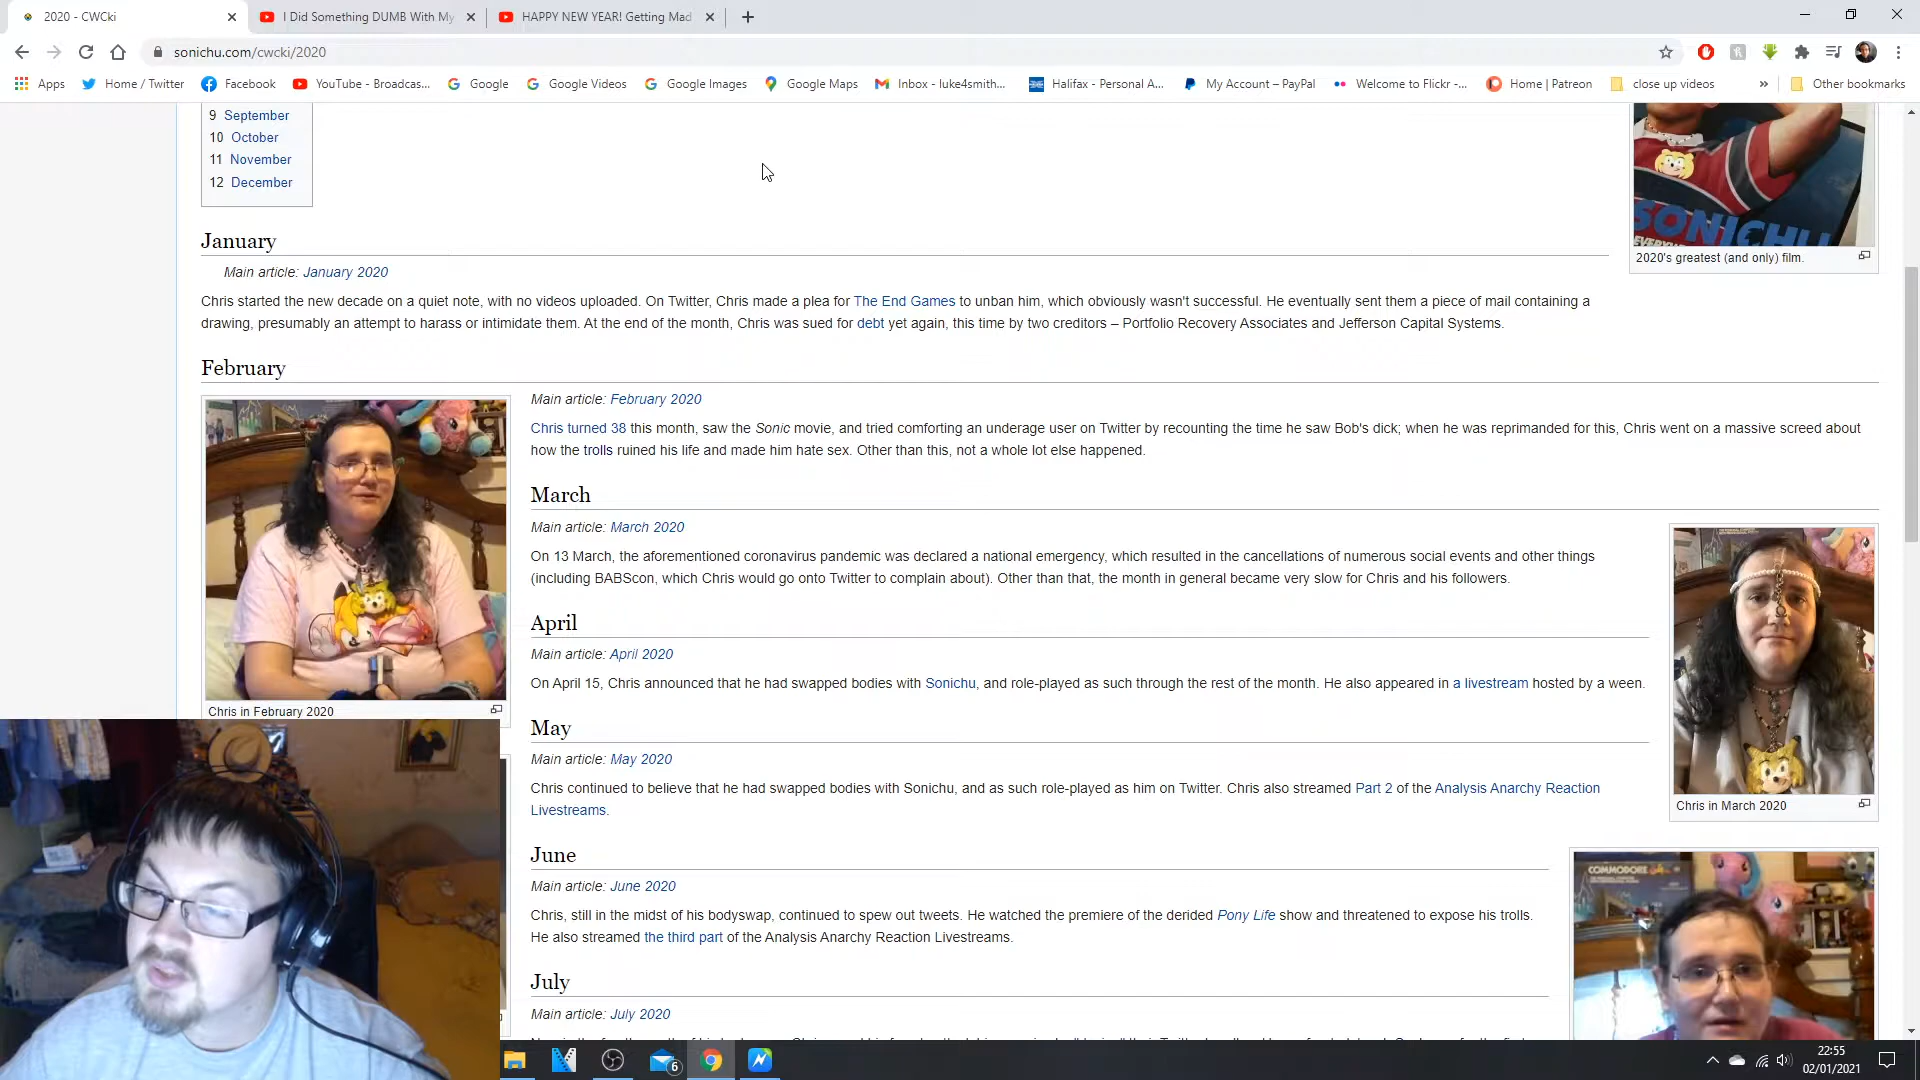 2020 - CWCki
I Did Something DUMB With My
HAPPY NEW YEAR! Getting Mad
sonichu.com/cwcki/2020
Apps
Home / Twitter
Facebook
YouTube - Broadcas...
Google
Google Videos
Google Images
Google Maps
Inbox - luke4smith...
Halifax - Personal A...
My Account – PayPal
Welcome to Flickr -...
Home | Patreon
close up videos
»
Other bookmarks
9 September
10 October
11 November
12 December
SONICHU
2020's greatest (and only) film.
January
Main article: January 2020
Chris started the new decade on a quiet note, with no videos uploaded. On Twitter, Chris made a plea for The End Games to unban him, which obviously wasn't successful. He eventually sent them a piece of mail containing a
drawing, presumably an attempt to harass or intimidate them. At the end of the month, Chris was sued for debt yet again, this time by two creditors – Portfolio Recovery Associates and Jefferson Capital Systems.
February
Main article: February 2020
Chris turned 38 this month, saw the Sonic movie, and tried comforting an underage user on Twitter by recounting the time he saw Bob's dick; when he was reprimanded for this, Chris went on a massive screed about
how the trolls ruined his life and made him hate sex. Other than this, not a whole lot else happened.
Chris in February 2020
March
Main article: March 2020
On 13 March, the aforementioned coronavirus pandemic was declared a national emergency, which resulted in the cancellations of numerous social events and other things
(including BABScon, which Chris would go onto Twitter to complain about). Other than that, the month in general became very slow for Chris and his followers.
Chris in March 2020
April
Main article: April 2020
On April 15, Chris announced that he had swapped bodies with Sonichu, and role-played as such through the rest of the month. He also appeared in a livestream hosted by a ween.
May
Main article: May 2020
Chris continued to believe that he had swapped bodies with Sonichu, and as such role-played as him on Twitter. Chris also streamed Part 2 of the Analysis Anarchy Reaction
Livestreams.
June
Main article: June 2020
Chris, still in the midst of his bodyswap, continued to spew out tweets. He watched the premiere of the derided Pony Life show and threatened to expose his trolls.
He also streamed the third part of the Analysis Anarchy Reaction Livestreams.
COMMODORE
July
Main article: July 2020
6
22:55
02/01/2021